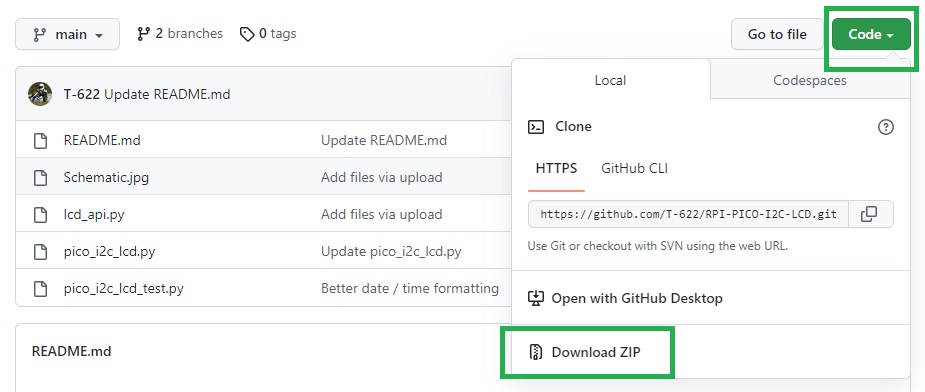 main
2 branches
0 tags
Go to file
Code
T-622 Update README.md
README.md Update README.md
Schematic.jpg Add files via upload
lcd_api.py Add files via upload
pico_i2c_lcd.py Update pico_i2c_lcd.py
pico_i2c_lcd_test.py Better date / time formatting
README.md
Local
Codespaces
Clone
HTTPS
GitHub CLI
https://github.com/T-622/RPI-PICO-I2C-LCD.git
Use Git or checkout with SVN using the web URL.
Open with GitHub Desktop
Download ZIP